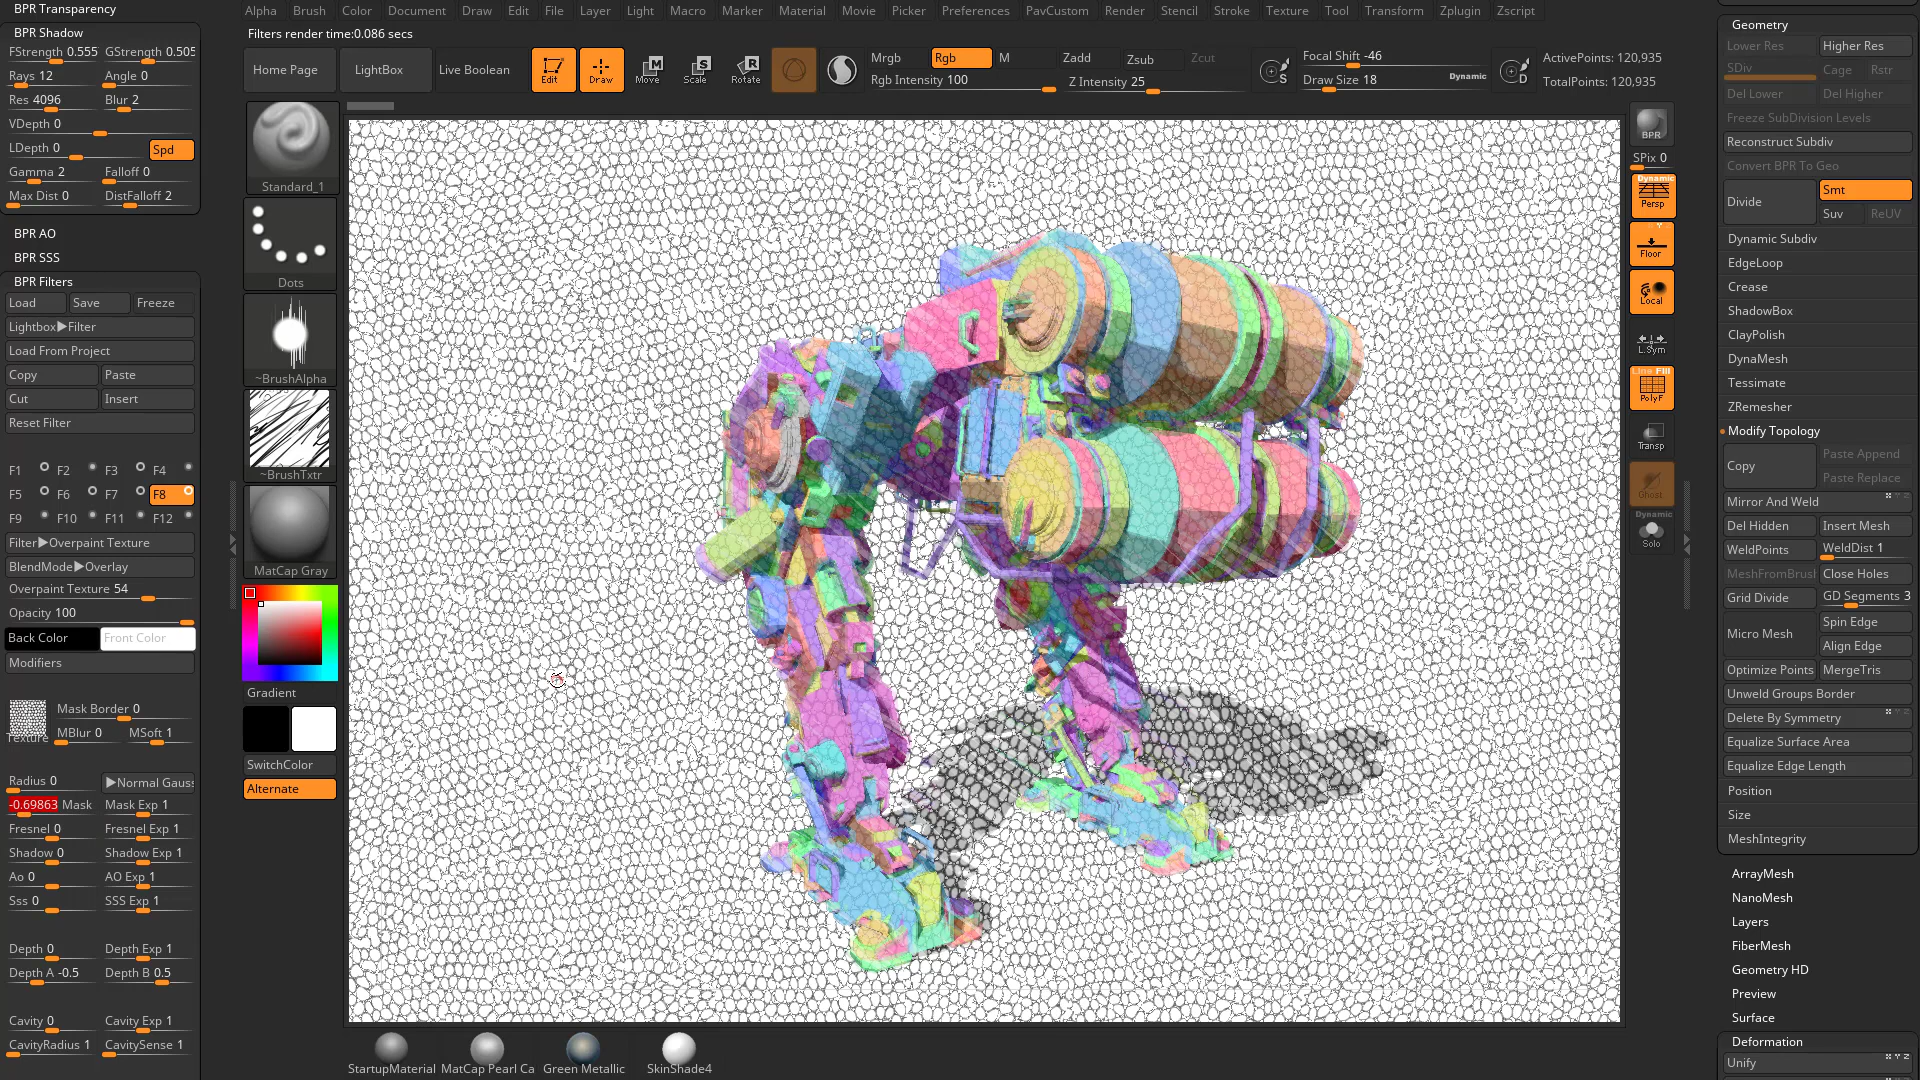 BPR Transparency
BPR Shadow
FStrength 0.555 GStrength 0.505
Rays 12 Angle 0
Res 4096 Blur 2
VDepth 0
LDepth 0 Spd
Gamma 2 Falloff 0
Max Dist 0 DistFalloff 2
BPR AO
BPR SSS
BPR Filters
Load Save Freeze
Lightbox▶Filter
Load From Project
Copy Paste
Cut Insert
Reset Filter
F1 F2 F3 F4
F5 F6 F7 F8
F9 F10 F11 F12
Filter▶Overpaint Texture
BlendMode▶Overlay
Overpaint Texture 54
Opacity 100
Back Color Front Color
Modifiers
Mask Border 0
Texture MBlur 0 MSoft 1
Radius 0 ▶Normal Gauss
-0.69863 Mask Mask Exp 1
Fresnel 0 Fresnel Exp 1
Shadow 0 Shadow Exp 1
Ao 0 AO Exp 1
Sss 0 SSS Exp 1
Depth 0 Depth Exp 1
Depth A -0.5 Depth B 0.5
Cavity 0 Cavity Exp 1
CavityRadius 1 CavitySense 1
Alpha Brush Color Document Draw Edit File Layer Light Macro Marker Material Movie Picker Preferences PavCustom Render Stencil Stroke Texture Tool Transform Zplugin Zscript
Filters render time:0.086 secs
Home Page LightBox Live Boolean Edit Draw Move Scale Rotate
Mrgb Rgb M Zadd Zsub Zcut
Rgb Intensity 100 Z Intensity 25
S Focal Shift -46
Draw Size 18 Dynamic
D ActivePoints: 120,935
TotalPoints: 120,935
Standard_1
Dots
~BrushAlpha
~BrushTxtr
MatCap Gray
Gradient
SwitchColor
Alternate
StartupMaterial MatCap Pearl Ca Green Metallic SkinShade4
BPR
SPix 0
Dynamic
Persp
Floor
Local
L.Sym
Line Fill
PolyF
Transp
Ghost
Dynamic
Solo
Geometry
Lower Res Higher Res
SDiv Cage Rstr
Del Lower Del Higher
Freeze SubDivision Levels
Reconstruct Subdiv
Convert BPR To Geo
Divide Smt
Suv ReUV
Dynamic Subdiv
EdgeLoop
Crease
ShadowBox
ClayPolish
DynaMesh
Tessimate
ZRemesher
Modify Topology
Copy Paste Append
Paste Replace
Mirror And Weld
Del Hidden Insert Mesh
WeldPoints WeldDist 1
MeshFromBrush Close Holes
Grid Divide GD Segments 3
Micro Mesh Spin Edge
Align Edge
Optimize Points MergeTris
Unweld Groups Border
Delete By Symmetry
Equalize Surface Area
Equalize Edge Length
Position
Size
MeshIntegrity
ArrayMesh
NanoMesh
Layers
FiberMesh
Geometry HD
Preview
Surface
Deformation
Unify